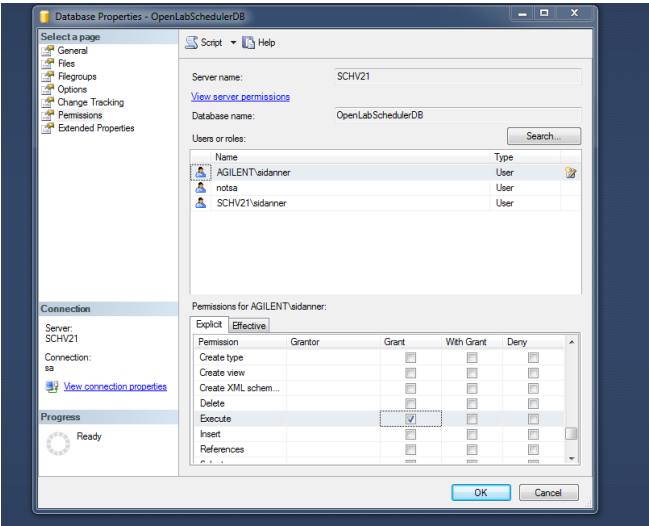 Database Properties - OpenLabSchedulerDB
Select a page
General
Files
Filegroups
Options
Change Tracking
Permissions
Extended Properties
Script Help
Server name: SCHV21
View server permissions
Database name: OpenLabSchedulerDB
Users or roles: Search...
Name Type
AGILENT\sidanner User
notsa User
SCHV21\sidanner User
Connection
Server:
SCHV21
Connection:
sa
View connection properties
Progress
Ready
Permissions for AGILENT\sidanner:
Explicit Effective
Permission Grantor Grant With Grant Deny
Create type
Create view
Create XML schem...
Delete
Execute
Insert
References
OK Cancel